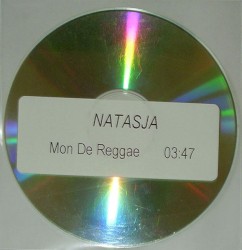 NATASJA
Mon De Reggae 03:47